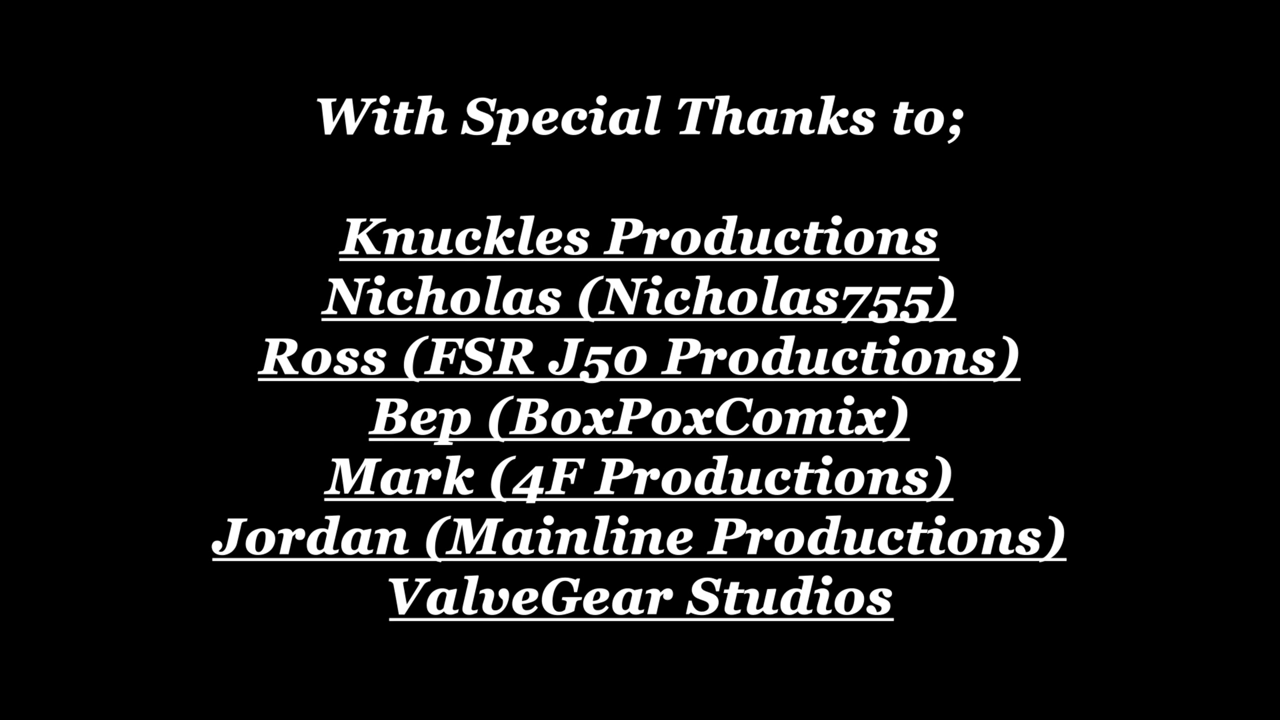 With Special Thanks to;
Knuckles Productions
Nicholas (Nicholas755)
Ross (FSR J50 Productions)
Bep (BoxPoxComix)
Mark (4F Productions)
Jordan (Mainline Productions)
ValveGear Studios